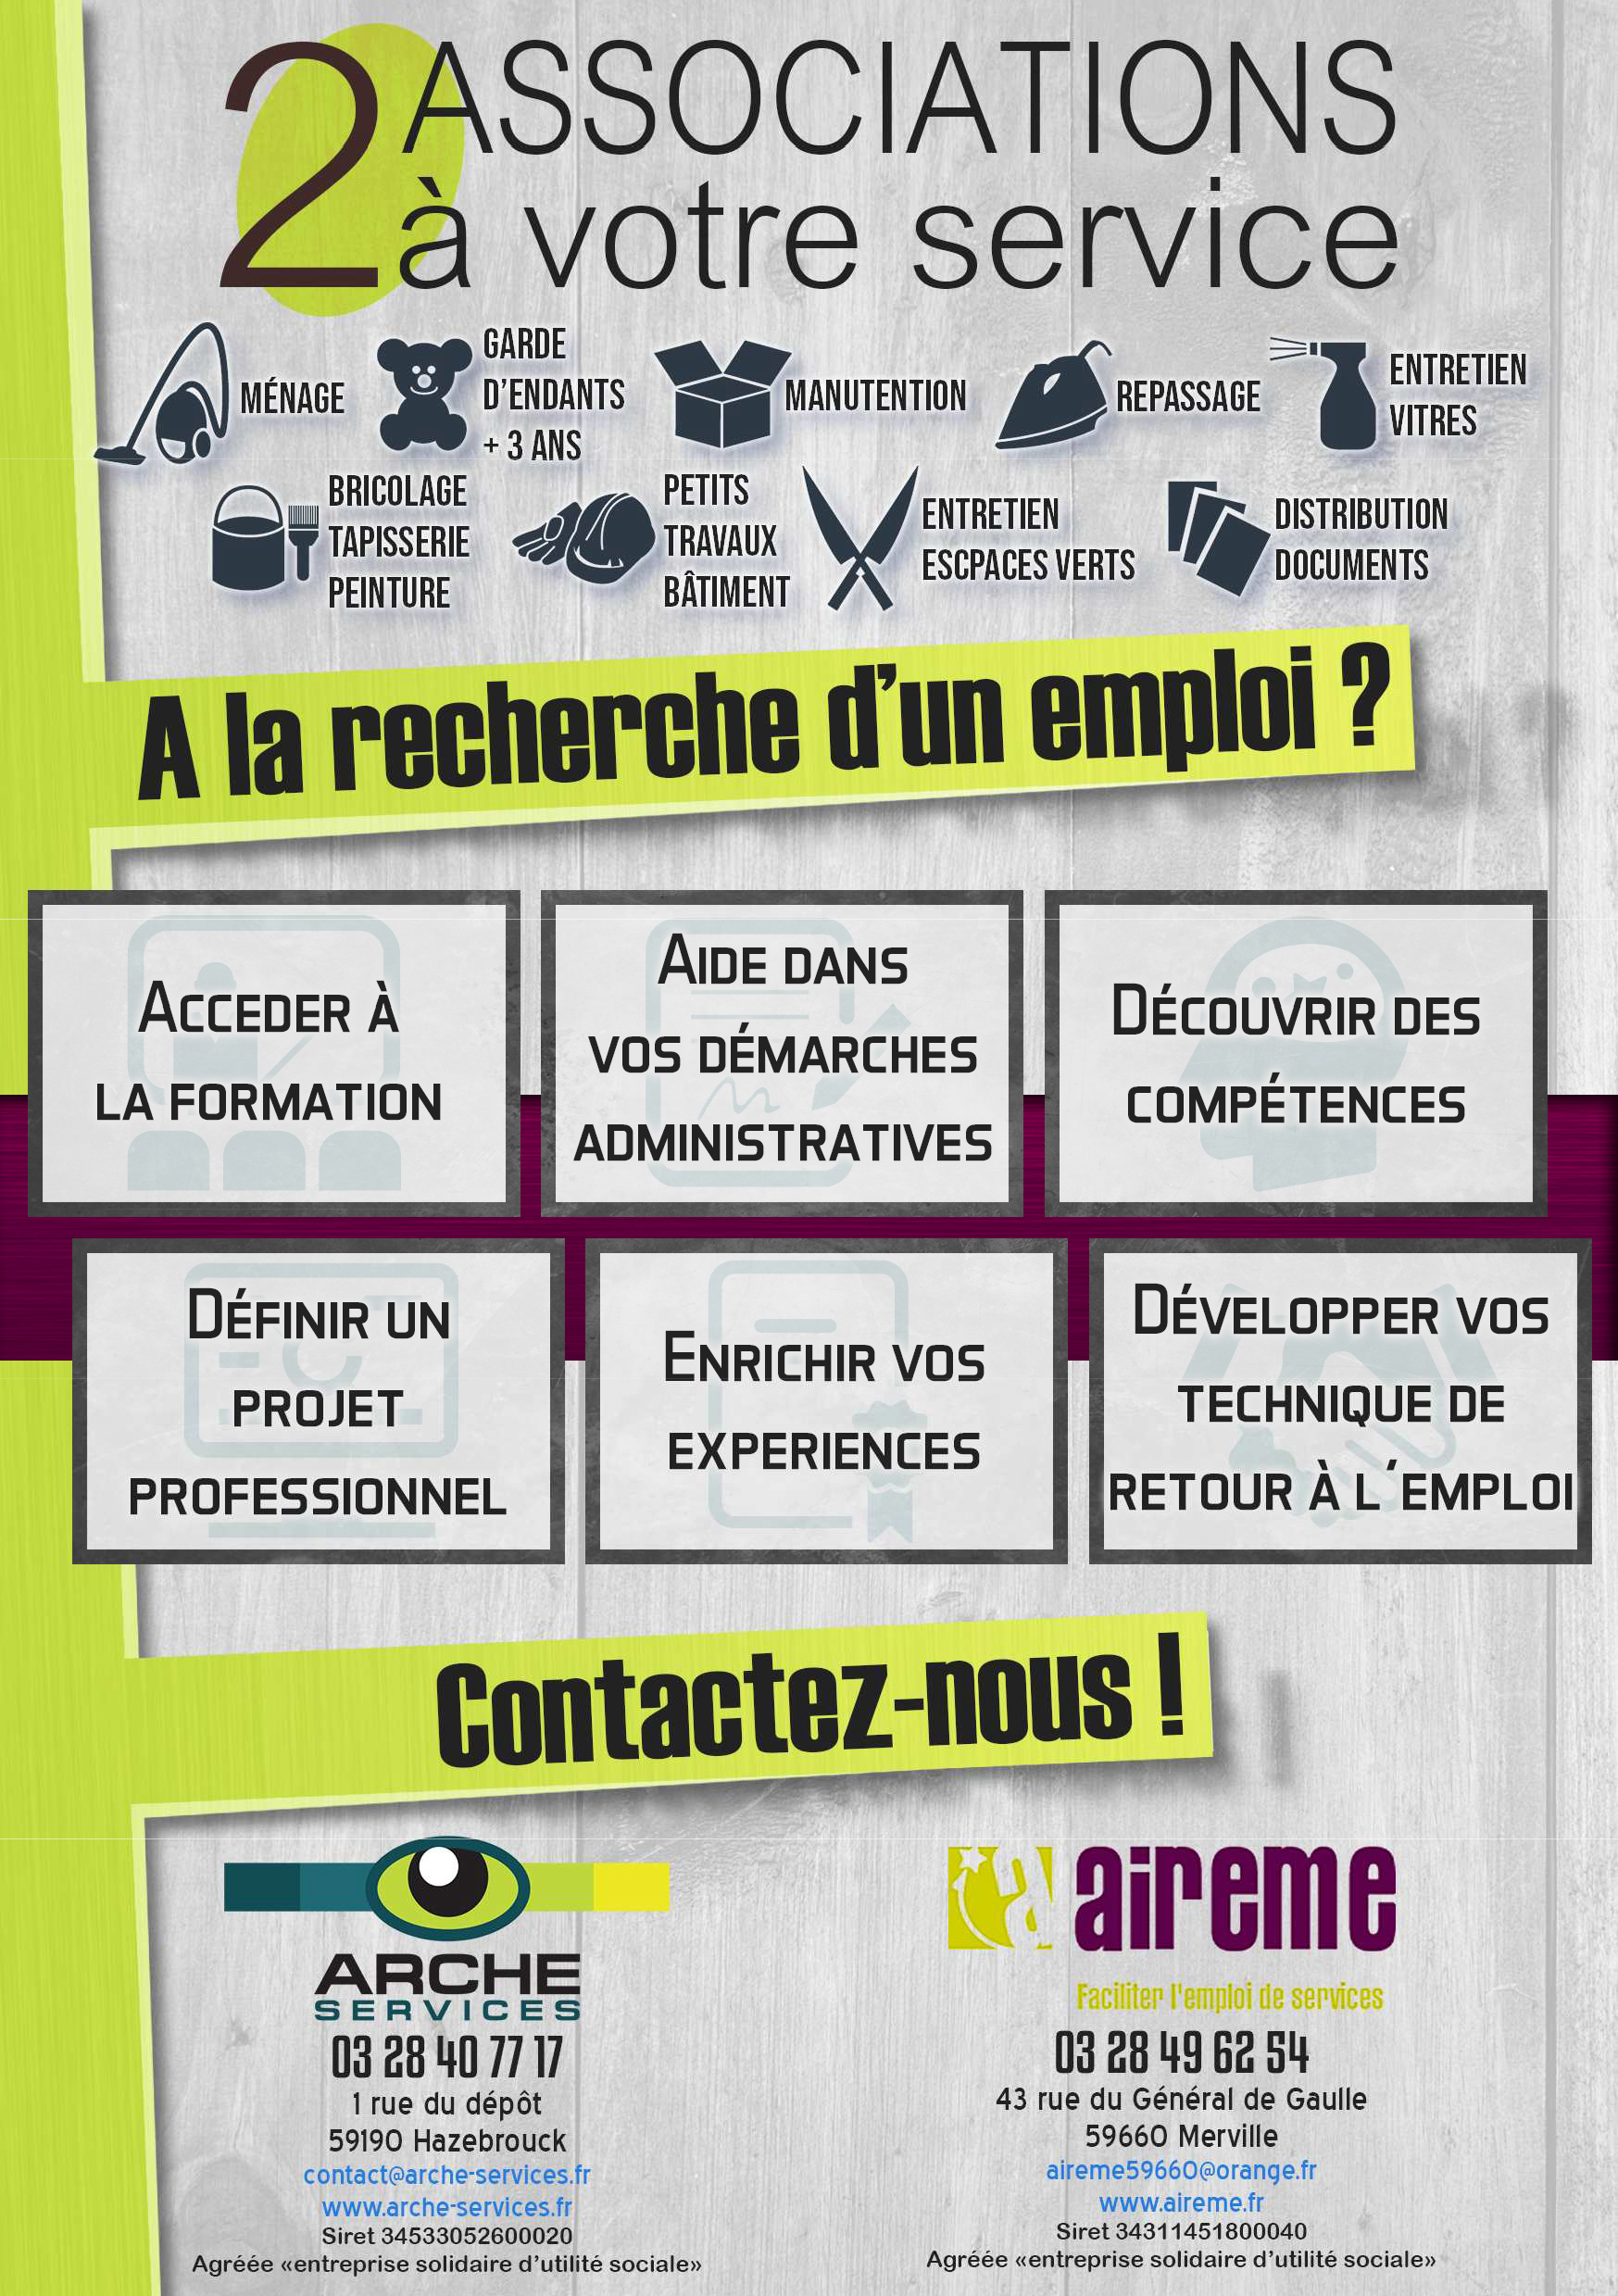 2 ASSOCIATIONS
à votre service
MÉNAGE
GARDE
D'ENDANTS
+ 3 ANS
MANUTENTION
REPASSAGE
ENTRETIEN
VITRES
BRICOLAGE
TAPISSERIE
PEINTURE
PETITS
TRAVAUX
BÂTIMENT
ENTRETIEN
ESCPACES VERTS
DISTRIBUTION
DOCUMENTS
A la recherche d'un emploi ?
ACCEDER À
LA FORMATION
AIDE DANS
VOS DÉMARCHES
ADMINISTRATIVES
DÉCOUVRIR DES
COMPÉTENCES
DÉFINIR UN
PROJET
PROFESSIONNEL
ENRICHIR VOS
EXPERIENCES
DÉVELOPPER VOS
TECHNIQUE DE
RETOUR À L'EMPLOI
Contactez-nous !
ARCHE
SERVICES
03 28 40 77 17
1 rue du dépôt
59190 Hazebrouck
contact@arche-services.fr
www.arche-services.fr
Siret 34533052600020
Agréée «entreprise solidaire d'utilité sociale»
a aireme
Faciliter l'emploi de services
03 28 49 62 54
43 rue du Général de Gaulle
59660 Merville
aireme59660@orange.fr
www.aireme.fr
Siret 34311451800040
Agréée «entreprise solidaire d'utilité sociale»